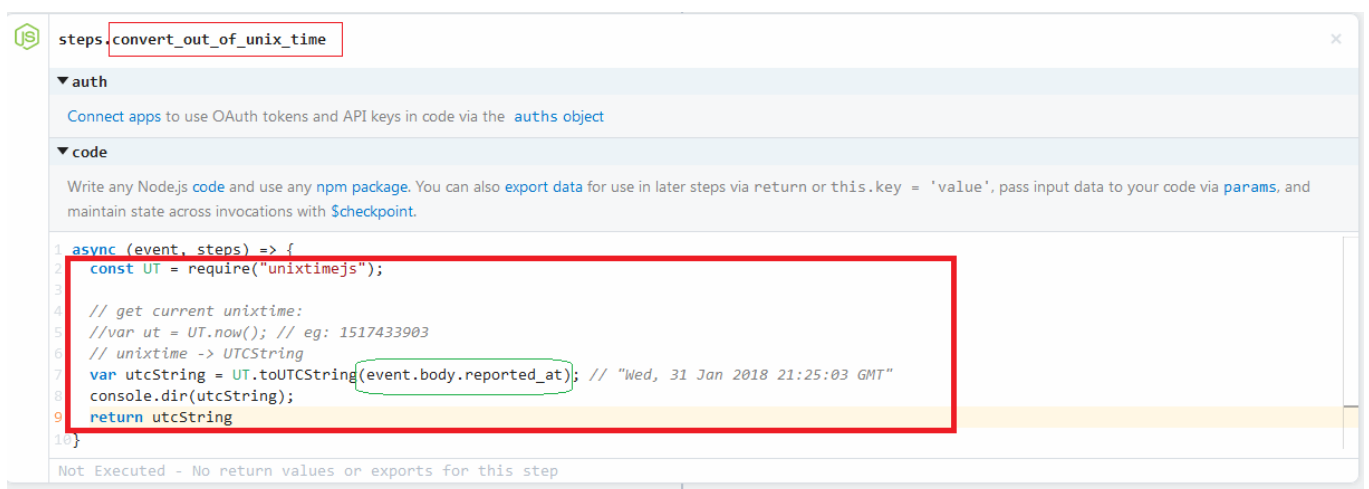 JS steps.convert_out_of_unix_time ×
▼ auth
Connect apps to use OAuth tokens and API keys in code via the auths object
▼ code
Write any Node.js code and use any npm package. You can also export data for use in later steps via return or this.key = 'value', pass input data to your code via params, and
maintain state across invocations with $checkpoint.
1 async (event, steps) => {
2 const UT = require("unixtimejs");
3
4 // get current unixtime:
5 //var ut = UT.now(); // eg: 1517433903
6 // unixtime -> UTCString
7 var utcString = UT.toUTCString(event.body.reported_at); // "Wed, 31 Jan 2018 21:25:03 GMT"
8 console.dir(utcString);
9 return utcString
10 }
Not Executed - No return values or exports for this step